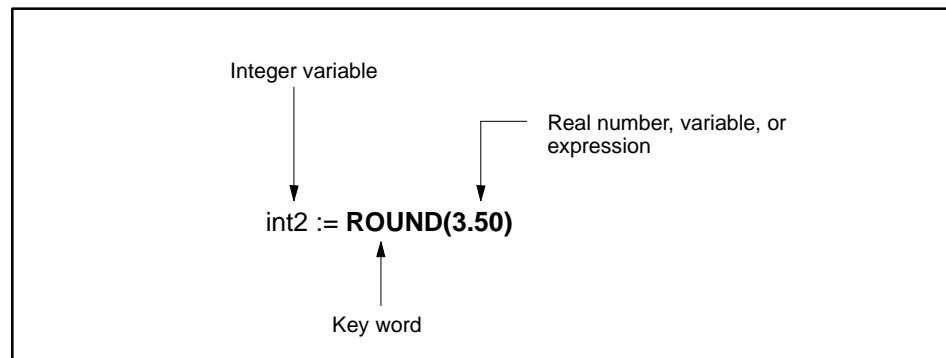 Integer variable
Real number, variable, or
expression
int2 := ROUND(3.50)
Key word